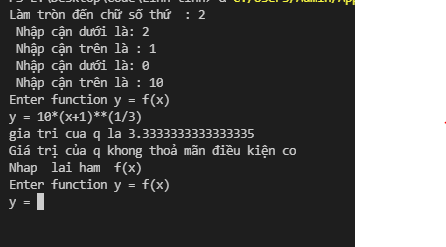 Làm tròn đến chữ số thứ : 2
Nhập cận dưới là: 2
Nhập cận trên là : 1
Nhập cận dưới là: 0
Nhập cận trên là : 10
Enter function y = f(x)
y = 10*(x+1)**(1/3)
gia tri cua q la 3.3333333333333335
Giá trị của q khong thoả mãn điều kiện co
Nhap lai ham f(x)
Enter function y = f(x)
y =